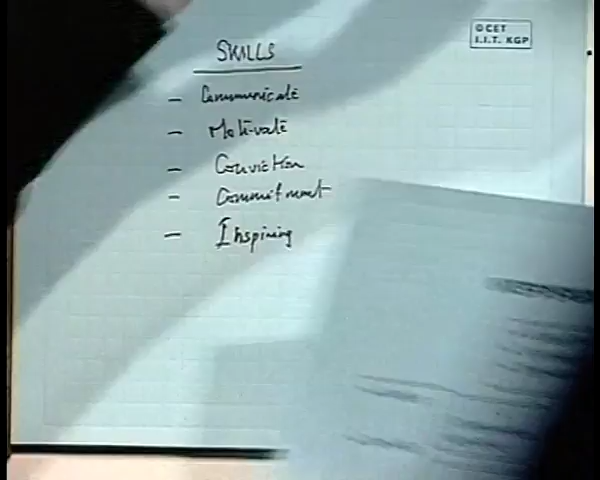 ©CET
I.I.T. KGP
SKILLS
- Communicate
- Motivate
- Conviction
- Commitment
- Inspiring